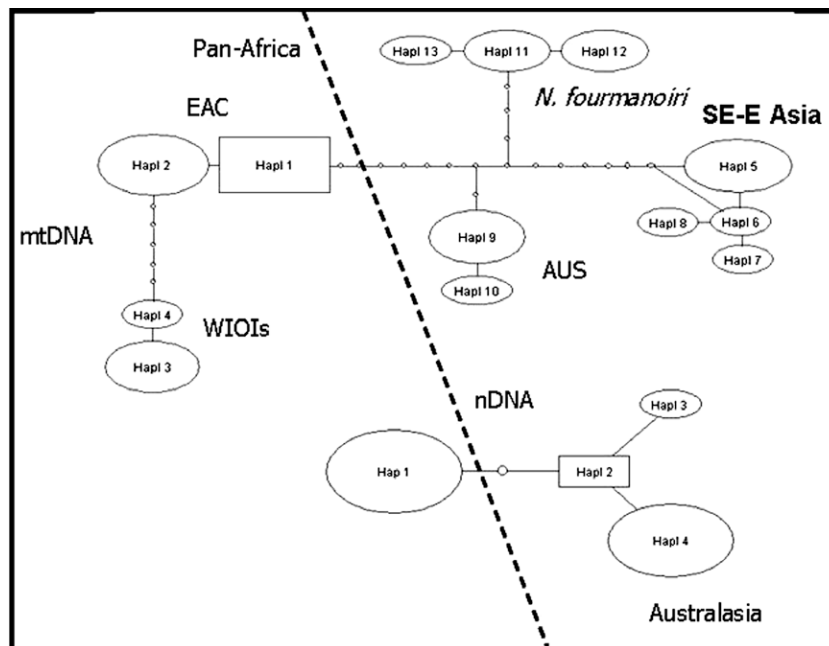 Pan-Africa
Hapl 13
Hapl 11
Hapl 12
EAC
N. fourmanoiri
SE-E Asia
Hapl 2
Hapl 1
Hapl 5
mtDNA
Hapl 8
Hapl 6
Hapl 9
Hapl 7
AUS
Hapl 10
Hapl 4
WIOIs
Hapl 3
nDNA
Hapl 3
Hap 1
Hapl 2
Hapl 4
Australasia